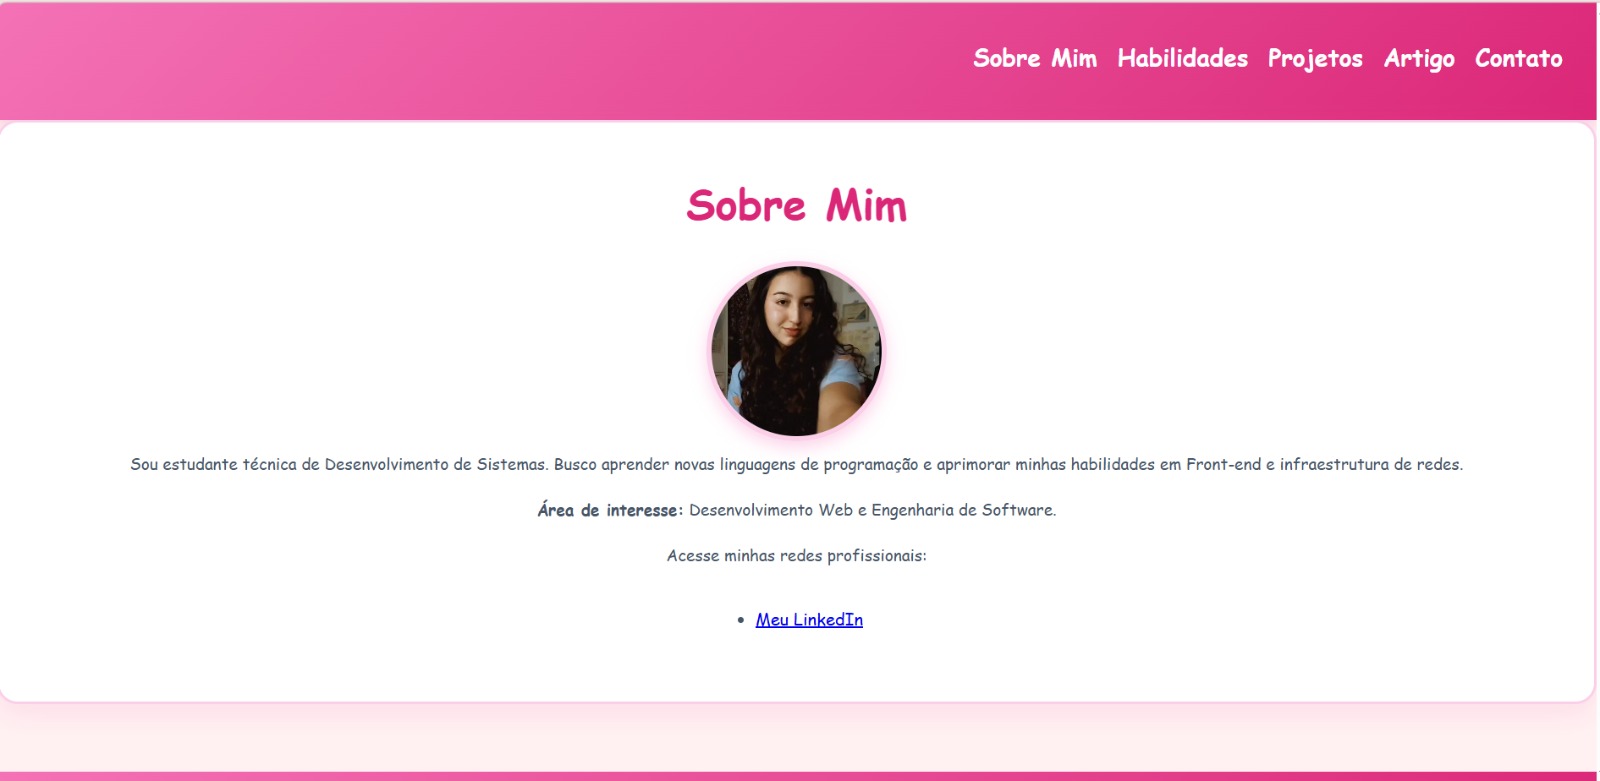 Sobre Mim Habilidades Projetos Artigo Contato
Sobre Mim
Sou estudante técnica de Desenvolvimento de Sistemas. Busco aprender novas linguagens de programação e aprimorar minhas habilidades em Front-end e infraestrutura de redes.
Área de interesse: Desenvolvimento Web e Engenharia de Software.
Acesse minhas redes profissionais:
• Meu LinkedIn